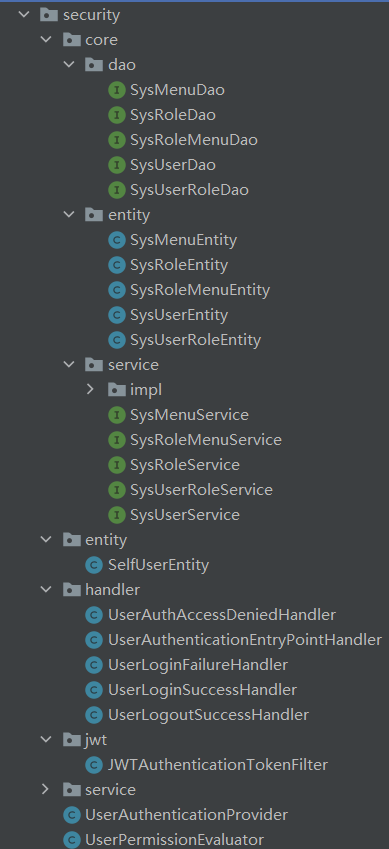 security
core
dao
SysMenuDao
SysRoleDao
SysRoleMenuDao
SysUserDao
SysUserRoleDao
entity
SysMenuEntity
SysRoleEntity
SysRoleMenuEntity
SysUserEntity
SysUserRoleEntity
service
impl
SysMenuService
SysRoleMenuService
SysRoleService
SysUserRoleService
SysUserService
entity
SelfUserEntity
handler
UserAuthAccessDeniedHandler
UserAuthenticationEntryPointHandler
UserLoginFailureHandler
UserLoginSuccessHandler
UserLogoutSuccessHandler
jwt
JWTAuthenticationTokenFilter
service
UserAuthenticationProvider
UserPermissionEvaluator